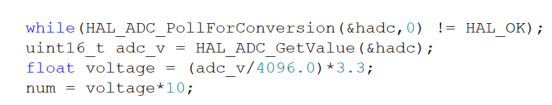 while(HAL_ADC_PollForConversion(&hadc,0) != HAL_OK);
uint16_t adc_v = HAL_ADC_GetValue(&hadc);
float voltage = (adc_v/4096.0)*3.3;
num = voltage*10;